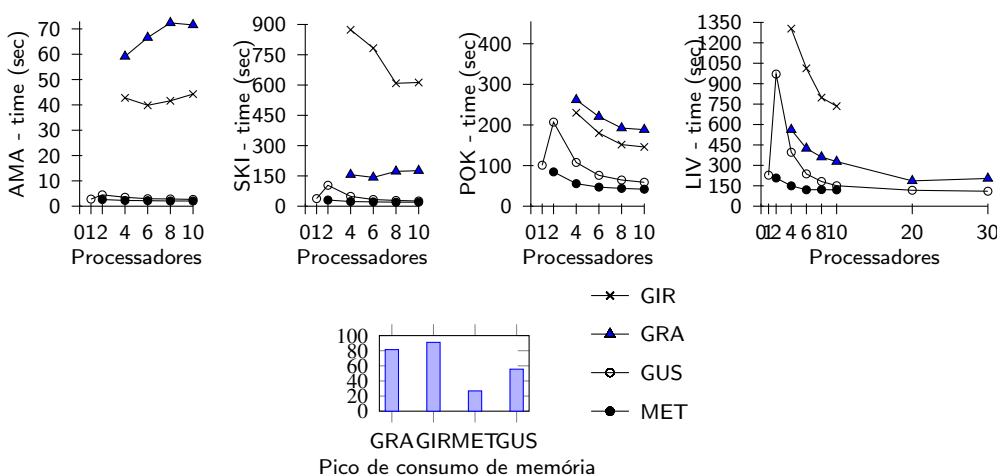 AMA - time (sec)
70
60
50
40
30
20
10
0
0 1 2 4 6 8 10
Processadores
SKI - time (sec)
900
750
600
450
300
150
0
0 1 2 4 6 8 10
Processadores
POK - time (sec)
400
300
200
100
0
0 1 2 4 6 8 10
Processadores
LIV - time (sec)
1350
1200
1050
900
750
600
450
300
150
0
0 1 2 4 6 8 10 20 30
Processadores
GIR
GRA
GUS
MET
100
80
60
40
20
0
GRA GIR MET GUS
Pico de consumo de memória